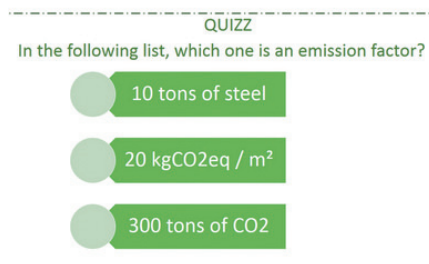 QUIZZ
In the following list, which one is an emission factor?
10 tons of steel
20 kgCO2eq / m²
300 tons of CO2